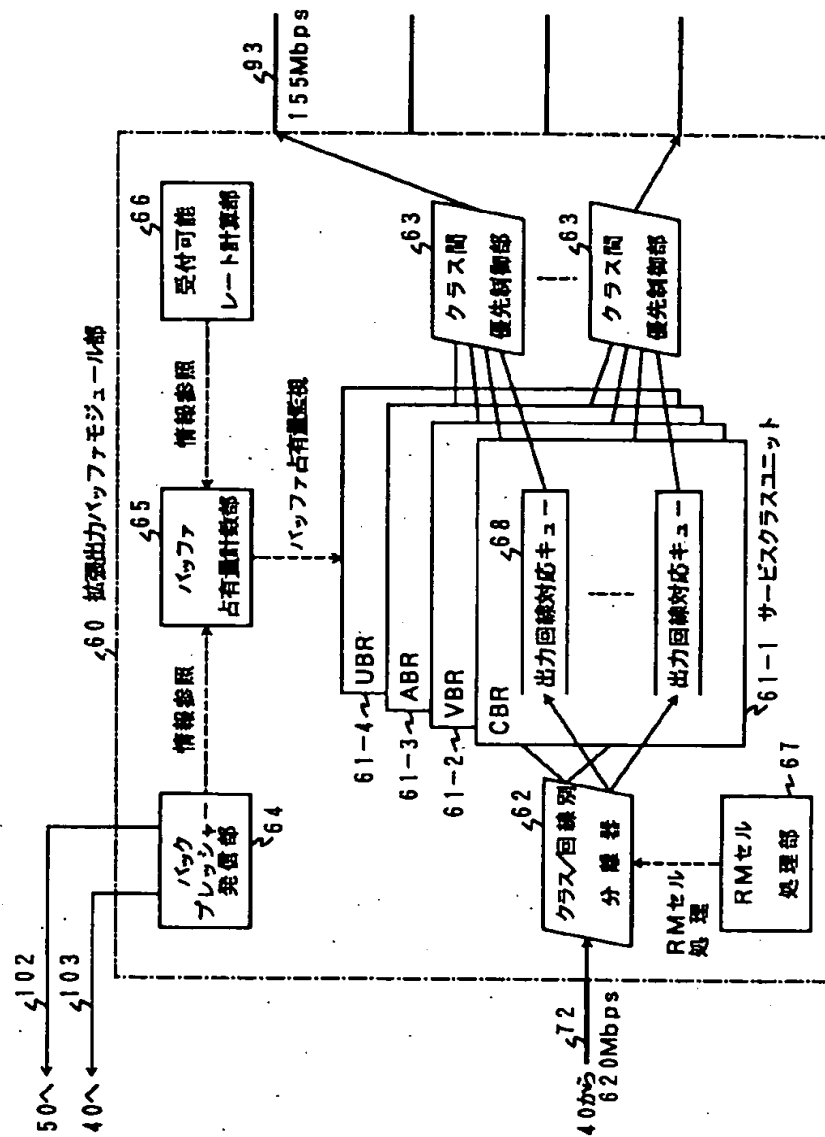 50へ
102
40へ
103
60 拡張出力バッファモジュール部
バック
プレッシャー
発信部
64
情報参照
バッファ
占有量計数部
65
情報参照
受付可能
レート計算部
66
バッファ占有量監視
93
155Mbps
61-4
UBR
61-3
ABR
61-2
VBR
CBR
68
出力回線対応キュー
出力回線対応キュー
61-1 サービスクラスユニット
クラス間
優先制御部
63
クラス間
優先制御部
63
40から
72
620Mbps
クラス/回線別
分離器
62
RMセル
処理
RMセル
処理部
67